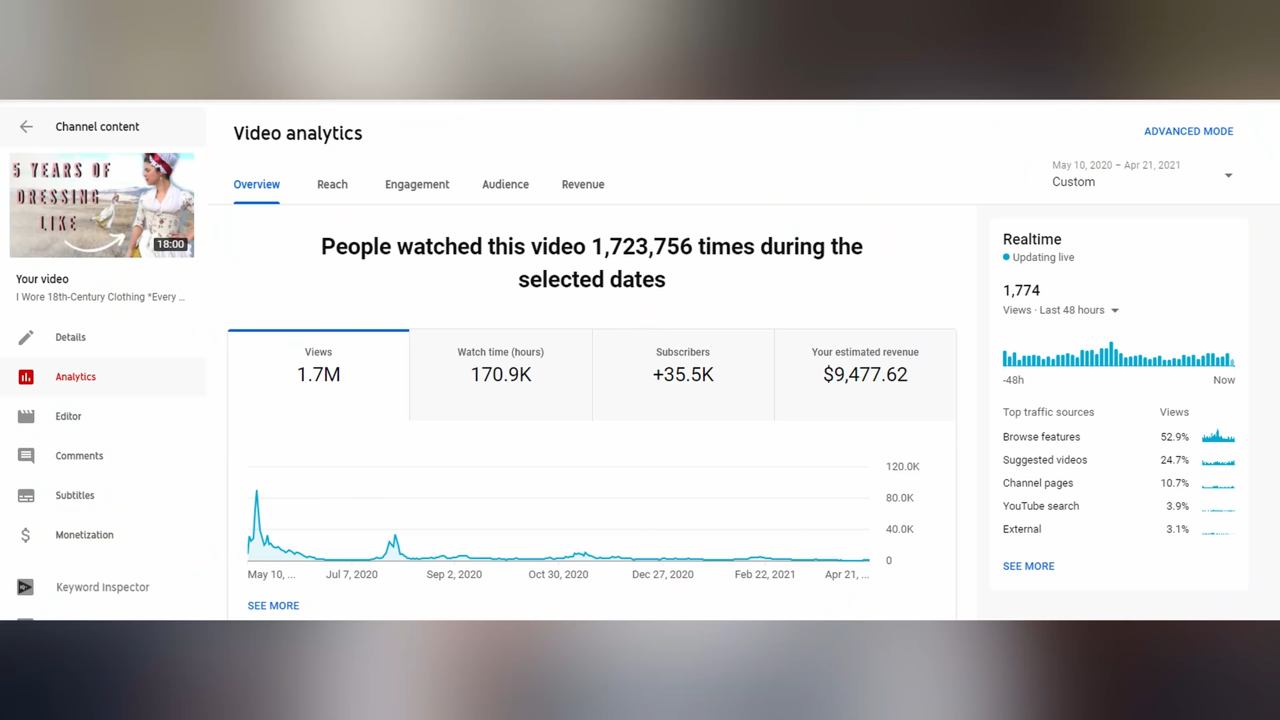 Channel content
5 YEARS OF
DRESSING
LIKE
18:00
Your video
I Wore 18th-Century Clothing *Every ...
Details
Analytics
Editor
Comments
Subtitles
Monetization
Keyword Inspector
Video analytics
ADVANCED MODE
May 10, 2020 – Apr 21, 2021
Custom
Overview Reach Engagement Audience Revenue
People watched this video 1,723,756 times during the
selected dates
Views Watch time (hours) Subscribers Your estimated revenue
1.7M 170.9K +35.5K $9,477.62
120.0K
80.0K
40.0K
0
May 10, ... Jul 7, 2020 Sep 2, 2020 Oct 30, 2020 Dec 27, 2020 Feb 22, 2021 Apr 21, ...
SEE MORE
Realtime
Updating live
1,774
Views · Last 48 hours
-48h Now
Top traffic sources Views
Browse features 52.9%
Suggested videos 24.7%
Channel pages 10.7%
YouTube search 3.9%
External 3.1%
SEE MORE